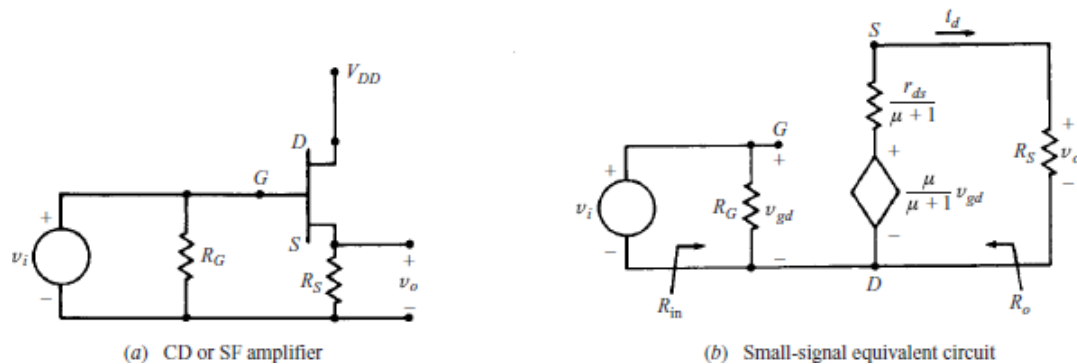 V_DD
D
G
S
+
v_i
−
R_G
R_S
+
v_o
−
(a) CD or SF amplifier
S
i_d
r_ds
μ + 1
+
μ
μ + 1
v_gd
−
G
+
R_G
v_gd
−
+
v_i
−
R_in
D
R_o
+
R_S
−
(b) Small-signal equivalent circuit